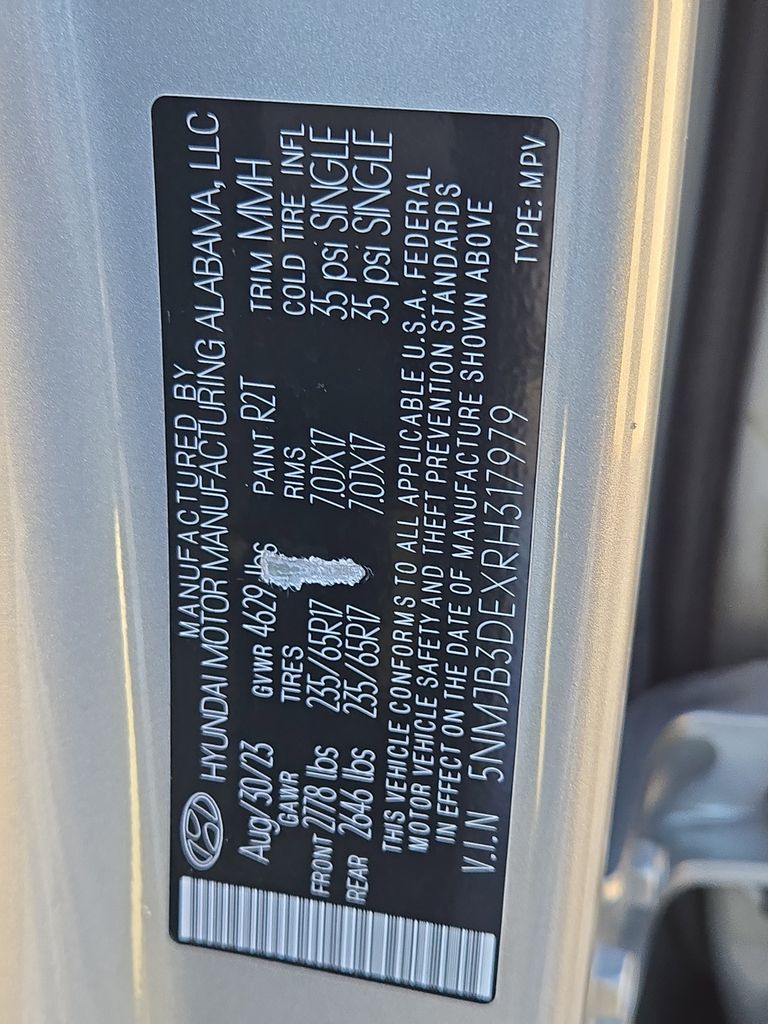 MANUFACTURED BY
HYUNDAI MOTOR MANUFACTURING ALABAMA, LLC
Aug/30/23 GVWR 4629 lbs PAINT R2T TRIM MMH
GAWR TIRES RIMS COLD TIRE INFL
FRONT 2778 lbs 235/65R17 7.0JX17 35 psi SINGLE
REAR 2646 lbs 235/65R17 7.0JX17 35 psi SINGLE
THIS VEHICLE CONFORMS TO ALL APPLICABLE U.S.A. FEDERAL
MOTOR VEHICLE SAFETY AND THEFT PREVENTION STANDARDS
IN EFFECT ON THE DATE OF MANUFACTURE SHOWN ABOVE
V.I.N 5NMJB3DEXRH317979 TYPE: MPV